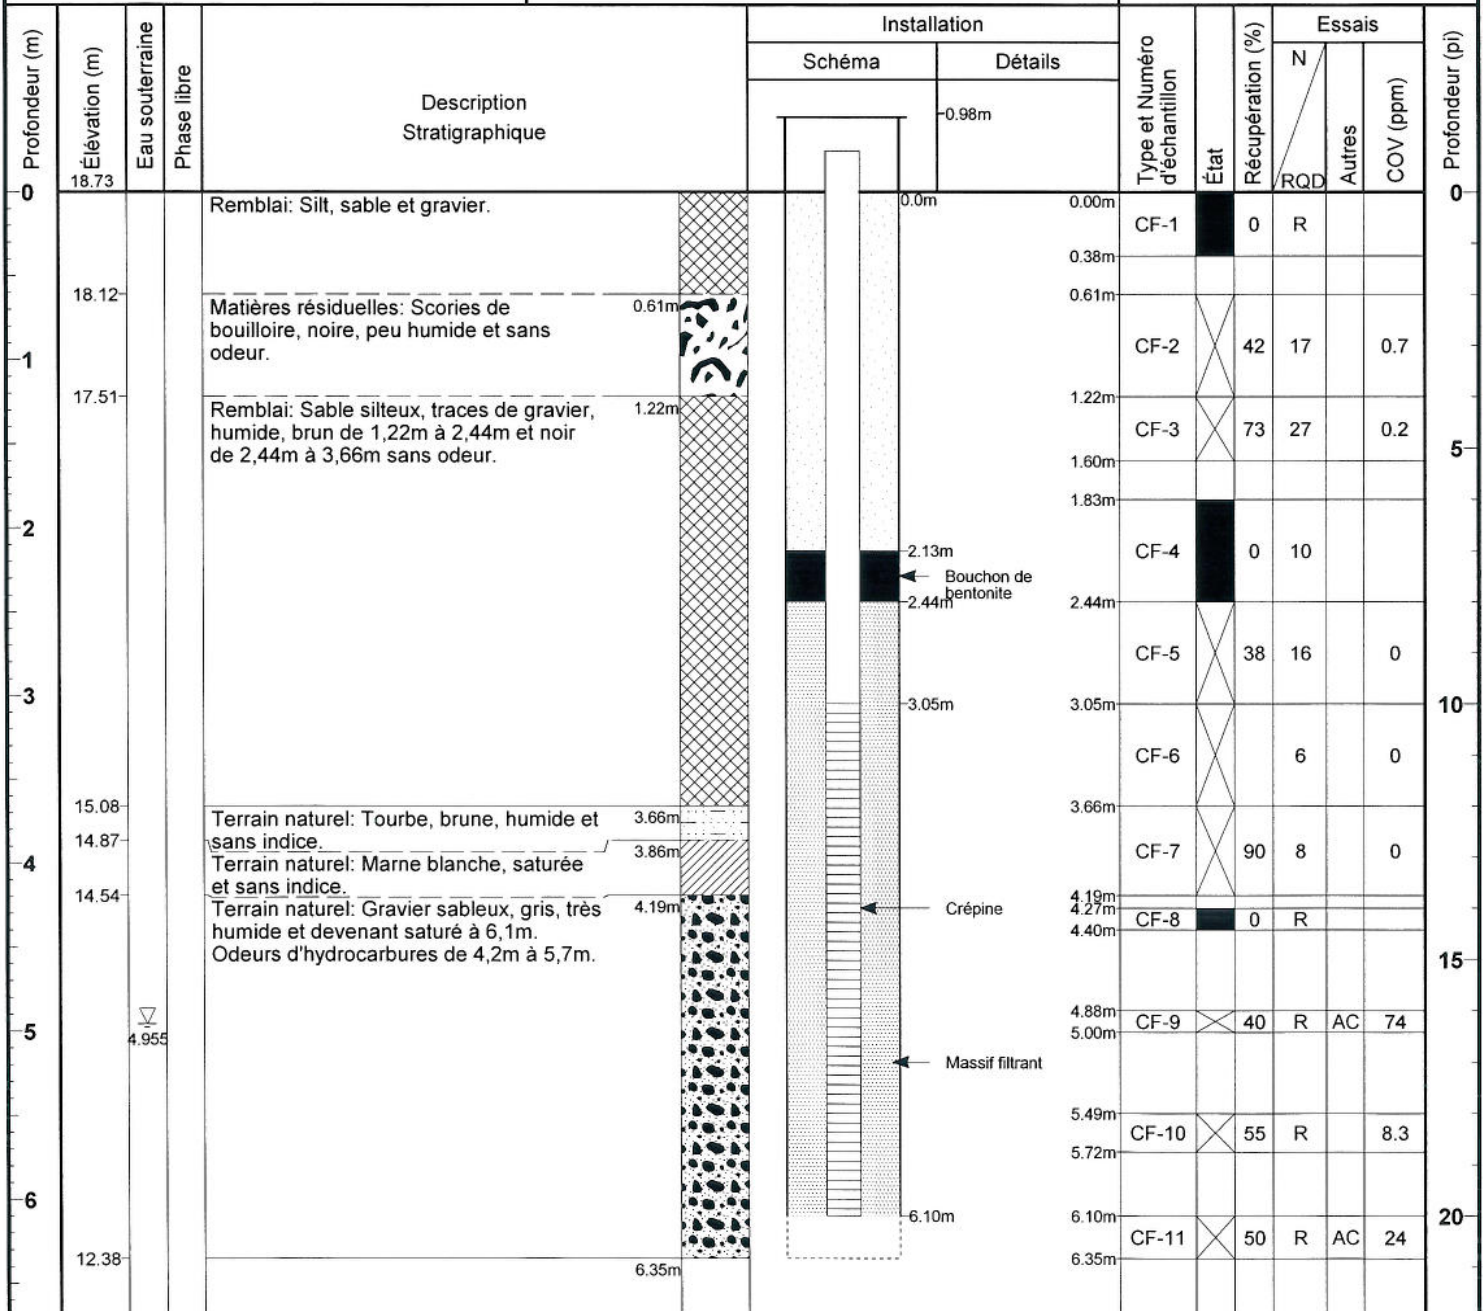 Profondeur (m)
Élévation (m)
Eau souterraine
Phase libre
Description
Stratigraphique
Installation
Schéma
Détails
Type et Numéro
d'échantillon
État
Récupération (%)
Essais
N
RQD
Autres
COV (ppm)
Profondeur (pi)
18.73
0.98m
0
Remblai: Silt, sable et gravier.
0.0m
0.00m
CF-1
0
R
0
0.38m
18.12
Matières résiduelles: Scories de
bouilloire, noire, peu humide et sans
odeur.
0.61m
0.61m
CF-2
42
17
0.7
1
17.51
Remblai: Sable silteux, traces de gravier,
humide, brun de 1,22m à 2,44m et noir
de 2,44m à 3,66m sans odeur.
1.22m
1.22m
CF-3
73
27
0.2
5
1.60m
1.83m
2
2.13m
CF-4
0
10
Bouchon de
bentonite
2.44m
2.44m
CF-5
38
16
0
3
3.05m
3.05m
10
CF-6
6
0
15.08
3.66m
Terrain naturel: Tourbe, brune, humide et
sans indice.
3.66m
14.87
3.86m
4
Terrain naturel: Marne blanche, saturée
et sans indice.
CF-7
90
8
0
14.54
4.19m
Terrain naturel: Gravier sableux, gris, très
humide et devenant saturé à 6,1m.
Odeurs d'hydrocarbures de 4,2m à 5,7m.
4.19m
Crépine
4.27m
CF-8
0
R
4.40m
15
4.88m
CF-9
40
R
AC
74
5
4.955
5.00m
Massif filtrant
5.49m
CF-10
55
R
8.3
5.72m
6
6.10m
6.10m
20
CF-11
50
R
AC
24
12.38
6.35m
6.35m